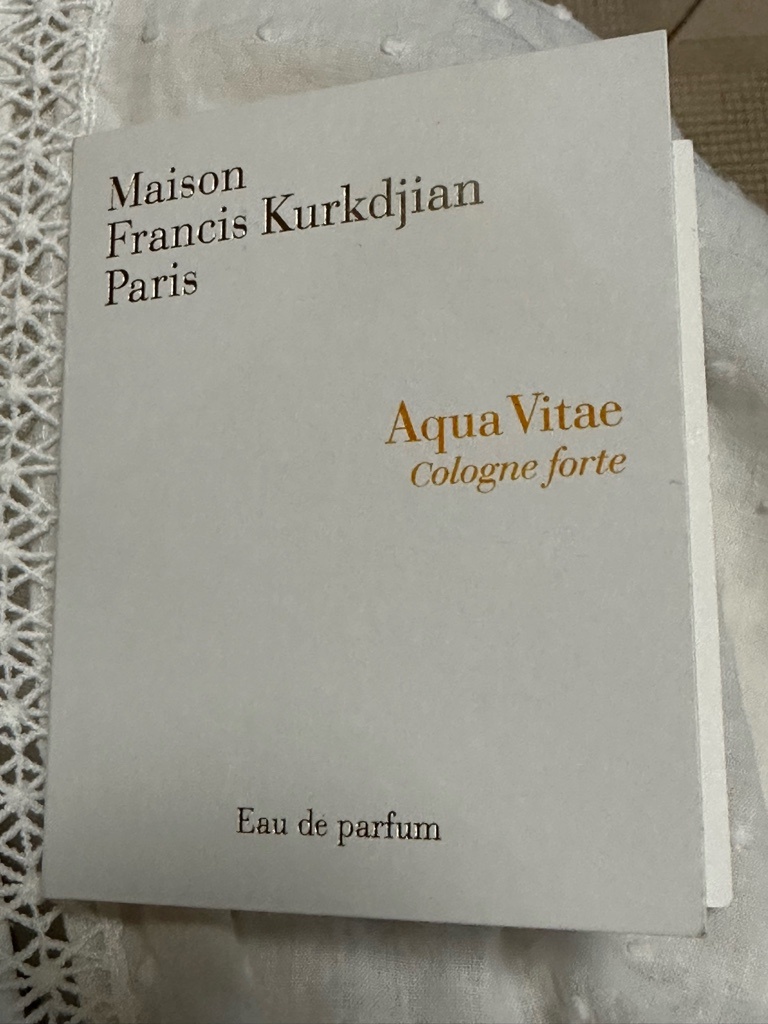 Maison
Francis Kurkdjian
Paris
Aqua Vitae
Cologne forte
Eau de parfum